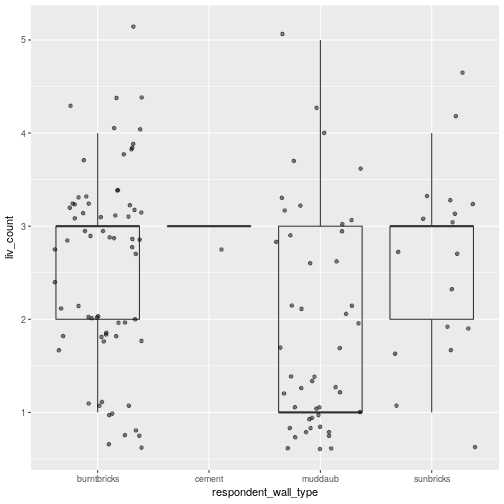 5
4
3
2
1
liv_count
burntbricks cement muddaub sunbricks
respondent_wall_type